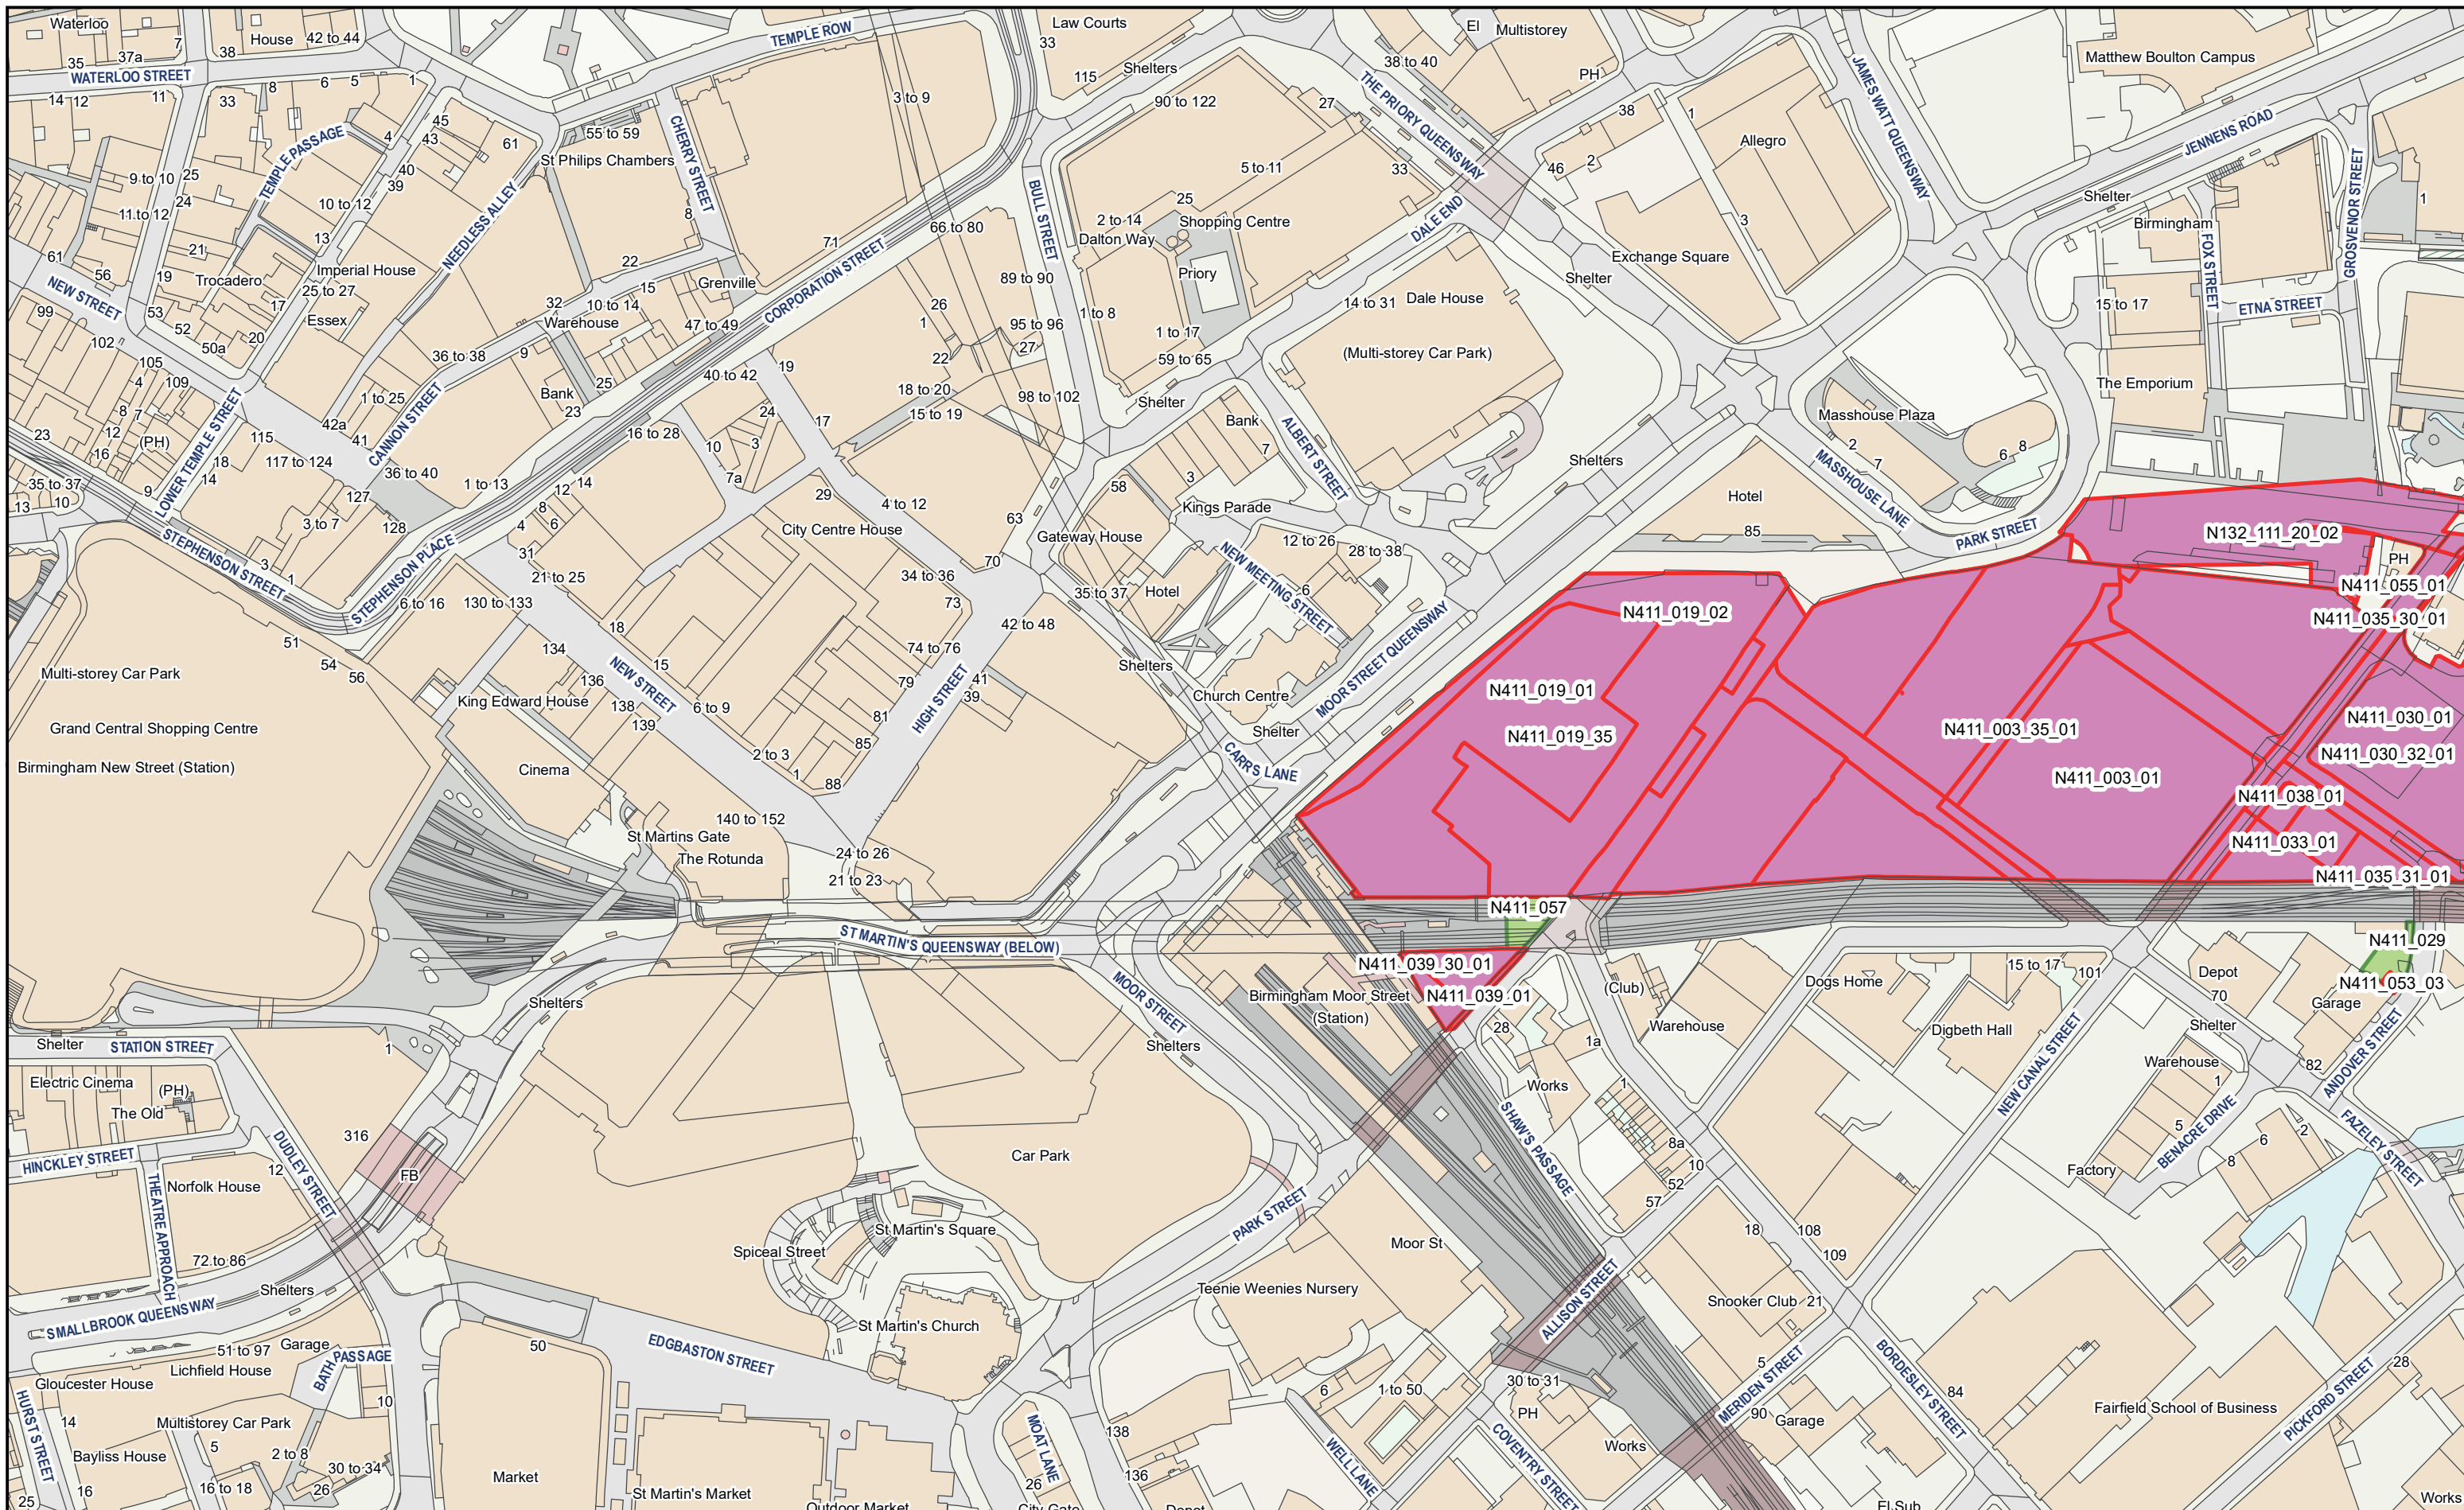 Waterloo
37a
7
35
WATERLOO STREET
14
12
11
38
House
42 to 44
33
8
6
5
1
TEMPLE ROW
Law Courts
33
115
Shelters
38 to 40
El
Multistorey
PH
JAMES WATT QUEENSWAY
Matthew Boulton Campus
JENNENS ROAD
THE PRIORY QUEENSWAY
27
90 to 122
3 to 9
TEMPLE PASSAGE
4
45
43
61
55 to 59
St Philips Chambers
CHERRY STREET
8
40
39
9 to 10
25
24
11 to 12
10 to 12
13
21
19
Trocadero
Imperial House
25 to 27
17
Essex
20
NEEDLESS ALLEY
BULL STREET
5 to 11
25
2 to 14
Dalton Way
Shopping Centre
Priory
33
DALE END
46
2
38
1
Allegro
3
Exchange Square
Shelter
Shelter
Birmingham
FOX STREET
GROSVENOR STREET
1
ETNA STREET
15 to 17
The Emporium
61
56
NEW STREET
53
52
50a
99
102
105
4
109
8
7
12
(PH)
16
23
35 to 37
10
13
9
18
14
LOWER TEMPLE STREET
115
117 to 124
1 to 25
42a
41
CANNON STREET
36 to 40
127
128
3 to 7
3
1
STEPHENSON STREET
STEPHENSON PLACE
22
32
10 to 14
15
Warehouse
Grenville
47 to 49
36 to 38
9
Bank
25
23
71
CORPORATION STREET
66 to 80
89 to 90
26
1
22
95 to 96
27
98 to 102
18 to 20
15 to 19
1 to 8
1 to 17
59 to 65
Shelter
14 to 31
Dale House
(Multi-storey Car Park)
40 to 42
19
24
17
3
10
7a
16 to 28
1 to 13
14
12
8
6
4
31
21 to 25
29
City Centre House
4 to 12
63
58
3
Bank
7
ALBERT STREET
Kings Parade
Gateway House
Hotel
35 to 37
NEW MEETING STREET
12 to 26
28 to 38
6
Shelters
Hotel
85
Masshouse Plaza
2
7
6
8
MASSHOUSE LANE
PARK STREET
34 to 36
70
73
42 to 48
74 to 76
79
HIGH STREET
41
39
81
85
88
6 to 16
130 to 133
134
18
NEW STREET
15
136
138
139
6 to 9
2 to 3
1
51
54
56
Multi-storey Car Park
Grand Central Shopping Centre
Birmingham New Street (Station)
King Edward House
Cinema
140 to 152
St Martins Gate
The Rotunda
24 to 26
21 to 23
Shelters
Church Centre
Shelter
MOOR STREET QUEENSWAY
CARRS LANE
N132_111_20_02
PH
N411_055_01
N411_035_30_01
N411_019_02
N411_019_01
N411_019_35
N411_003_35_01
N411_003_01
N411_030_01
N411_030_32_01
N411_038_01
N411_033_01
N411_035_31_01
N411_057
N411_039_30_01
N411_039_01
N411_029
N411_053_03
ST MARTIN'S QUEENSWAY (BELOW)
MOOR STREET
Shelters
Shelters
Birmingham Moor Street
(Station)
28
(Club)
Warehouse
1a
Works
1
Dogs Home
Digbeth Hall
15 to 17
101
NEW CANAL STREET
Depot
70
Garage
Shelter
82
ANDOVER STREET
Warehouse
1
5
BENACRE DRIVE
6
2
8
FAZELEY STREET
Factory
Shelter
STATION STREET
1
Electric Cinema
(PH)
The Old
HINCKLEY STREET
THEATRE APPROACH
Norfolk House
12
DUDLEY STREET
316
FB
72 to 86
Shelters
SMALLBROOK QUEENSWAY
51 to 97
Garage
Lichfield House
BATH PASSAGE
Gloucester House
HURST STREET
14
Multistorey Car Park
5
Bayliss House
2 to 8
30 to 34
16
16 to 18
26
25
10
Car Park
St Martin's Square
Spiceal Street
St Martin's Church
PARK STREET
Moor St
Teenie Weenies Nursery
SHAW'S PASSAGE
8a
10
52
57
18
108
109
ALLISON STREET
Snooker Club
21
5
MERIDEN STREET
90
Garage
BORDESLEY STREET
84
Fairfield School of Business
PICKFORD STREET
28
50
EDGBASTON STREET
Market
St Martin's Market
Outdoor Market
MOAT LANE
26
City Gate
138
136
Depot
6
1 to 50
WELL LANE
30 to 31
PH
COVENTRY STREET
Works
El Sub
Works